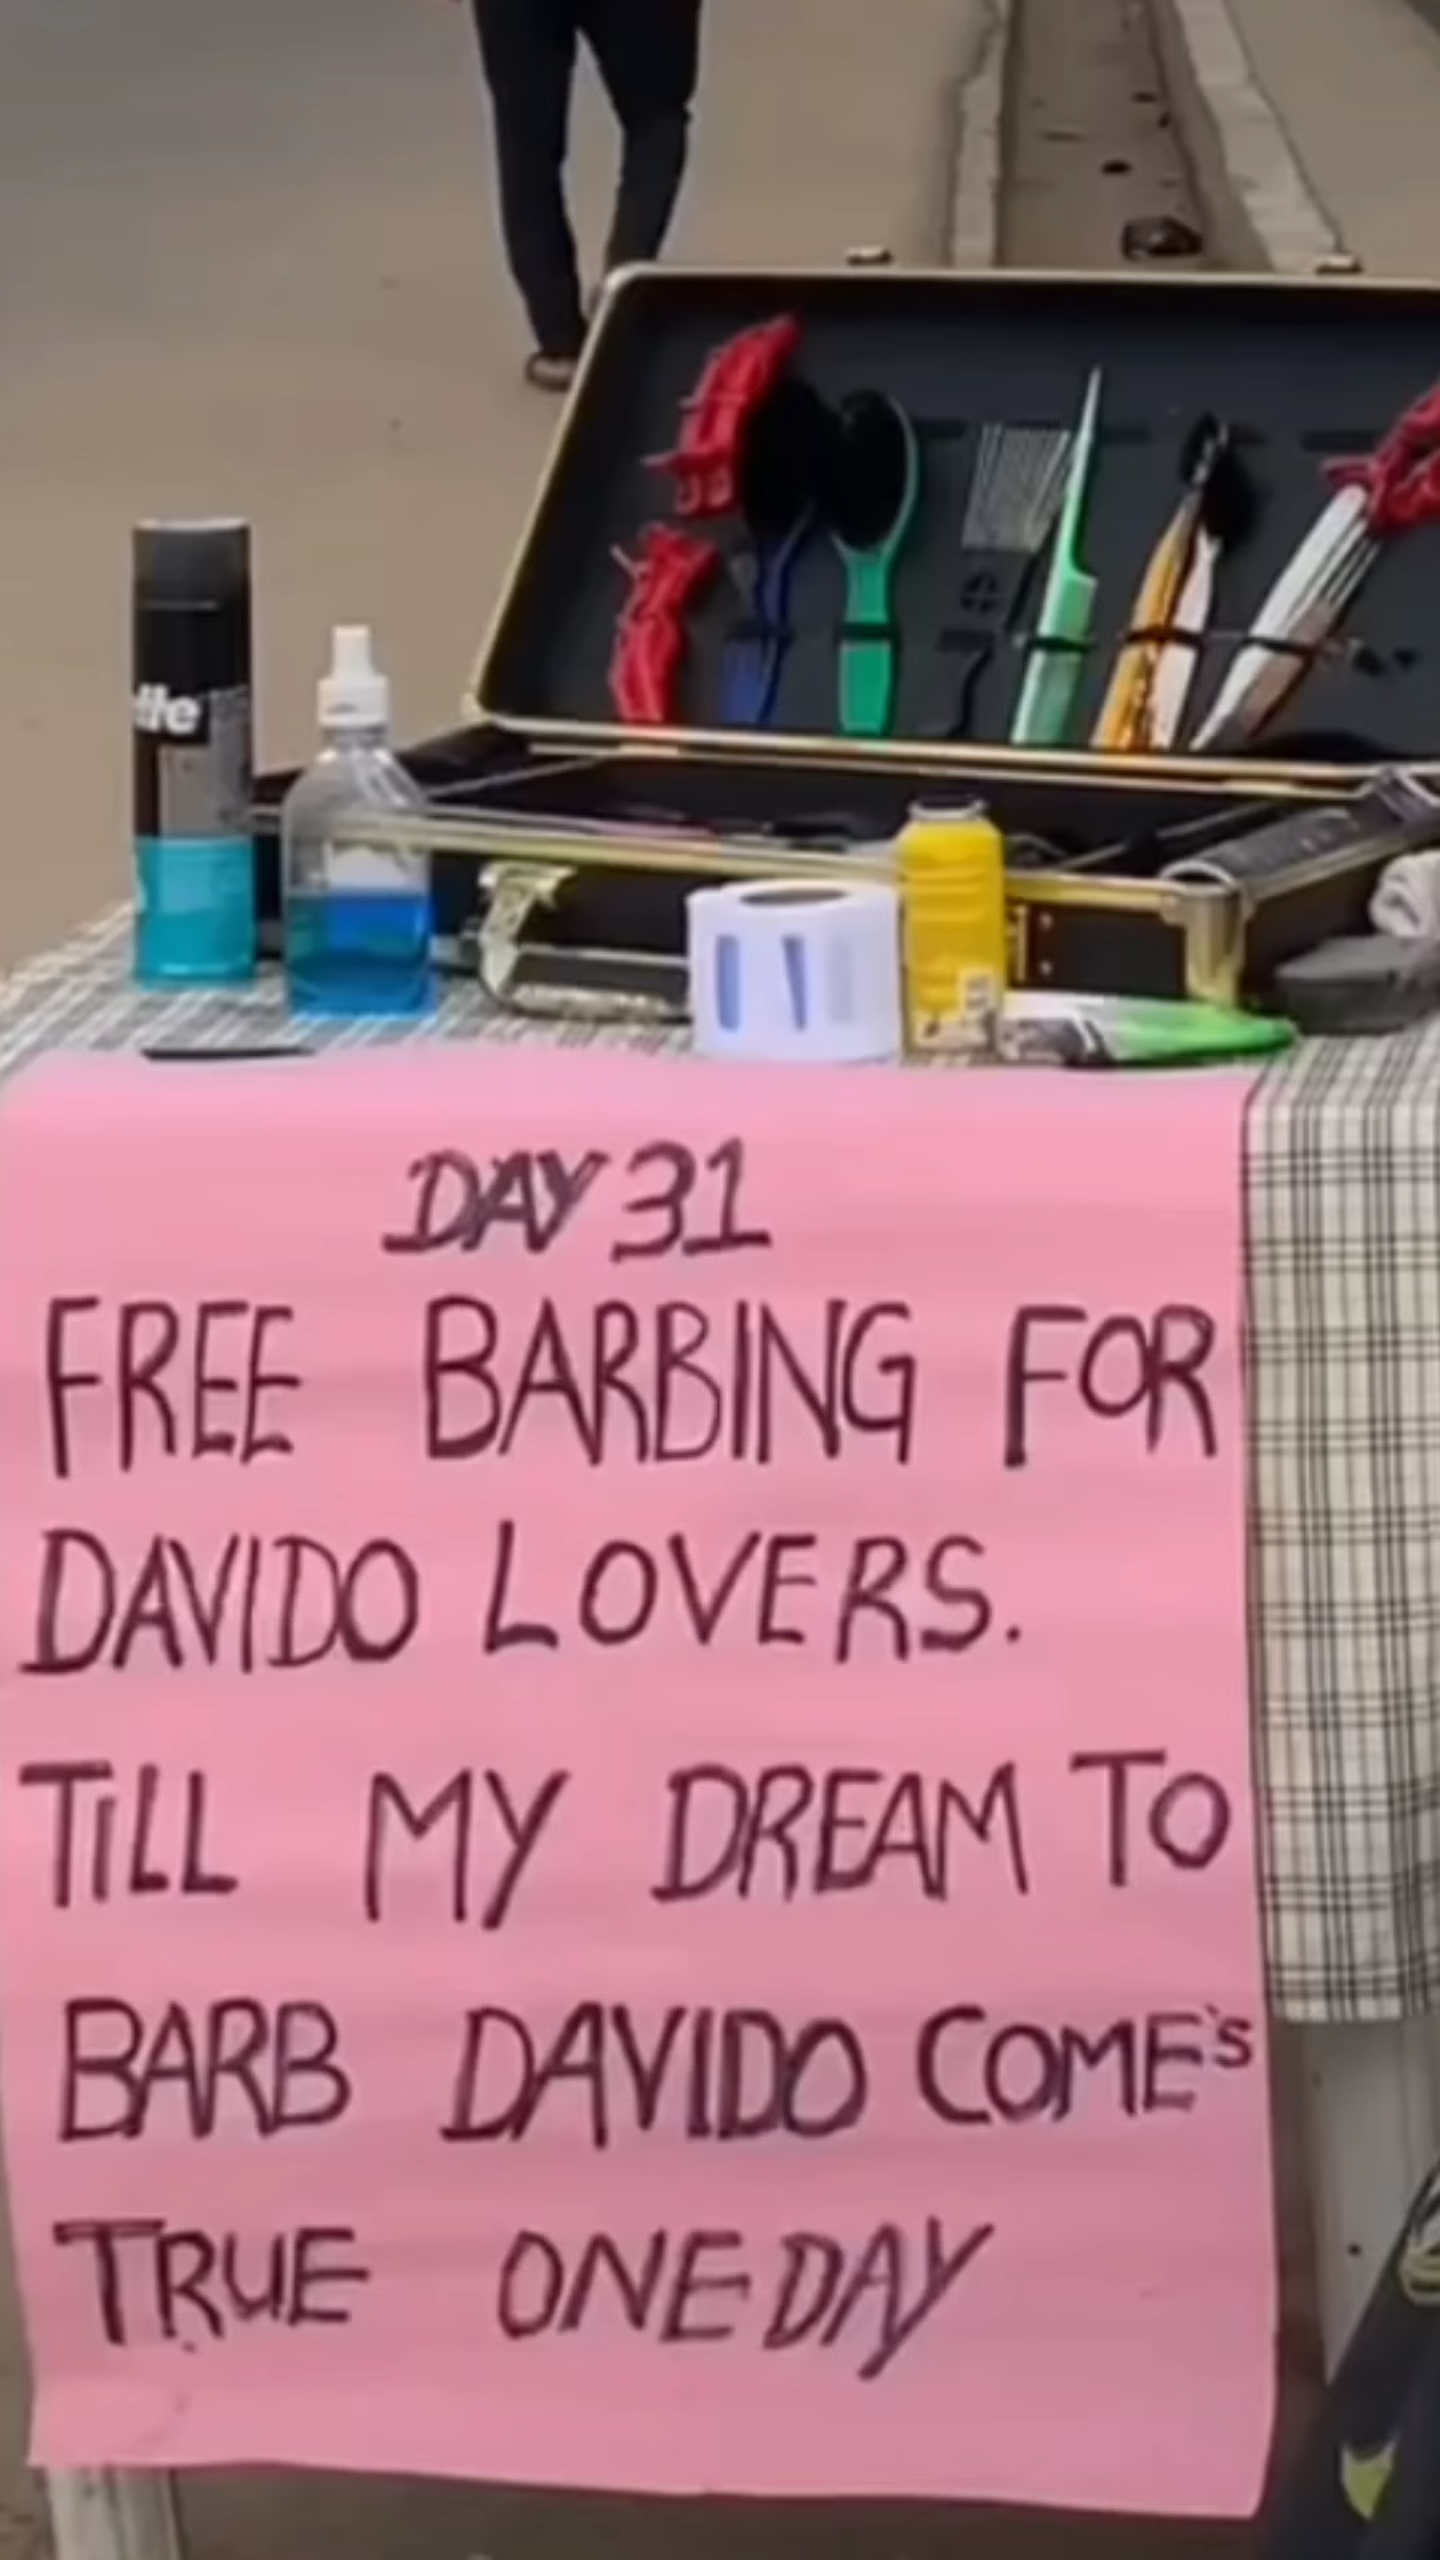 DAY 31
FREE BARBING FOR
DAVIDO LOVERS.
TiLL MY DREAM TO
BARB DAVIDO COME'S
TRUE ONE DAY